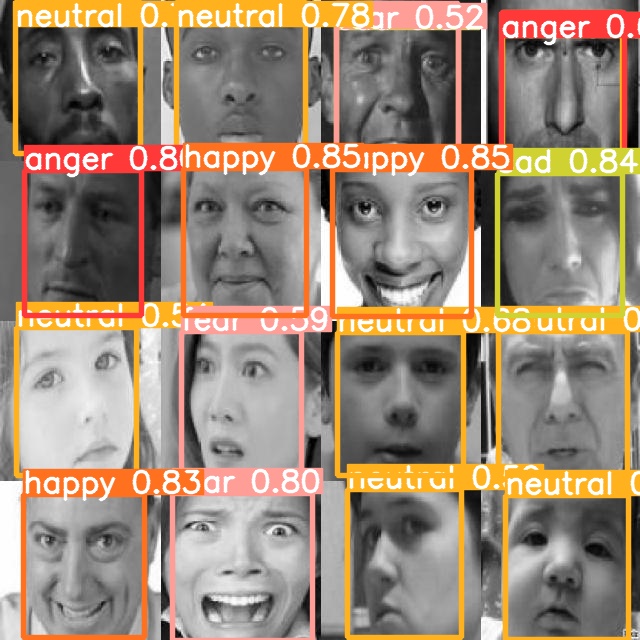 neutral 0.
neutral 0.78
ar 0.52
anger 0.
anger 0.8
happy 0.85
ppy 0.85
ad 0.84
neutral 0.5
fear 0.59
neutral 0.68
utral 0
happy 0.83
ar 0.80
neutral 0.
neutral 0